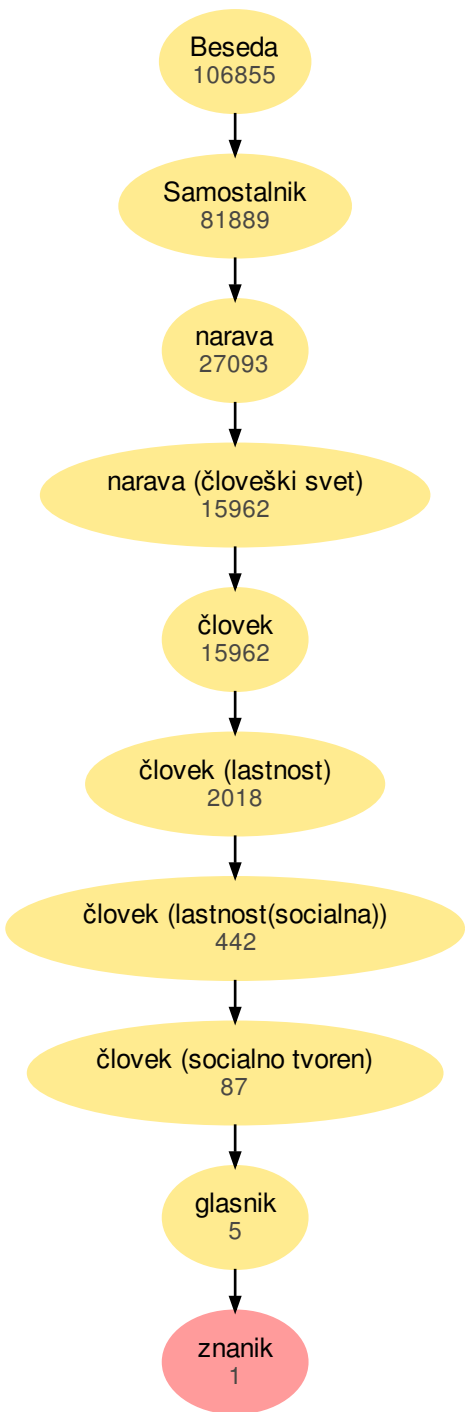 Beseda
106855
Samostalnik
81889
narava
27093
narava (človeški svet)
15962
človek
15962
človek (lastnost)
2018
človek (lastnost(socialna))
442
človek (socialno tvoren)
87
glasnik
5
znanik
1